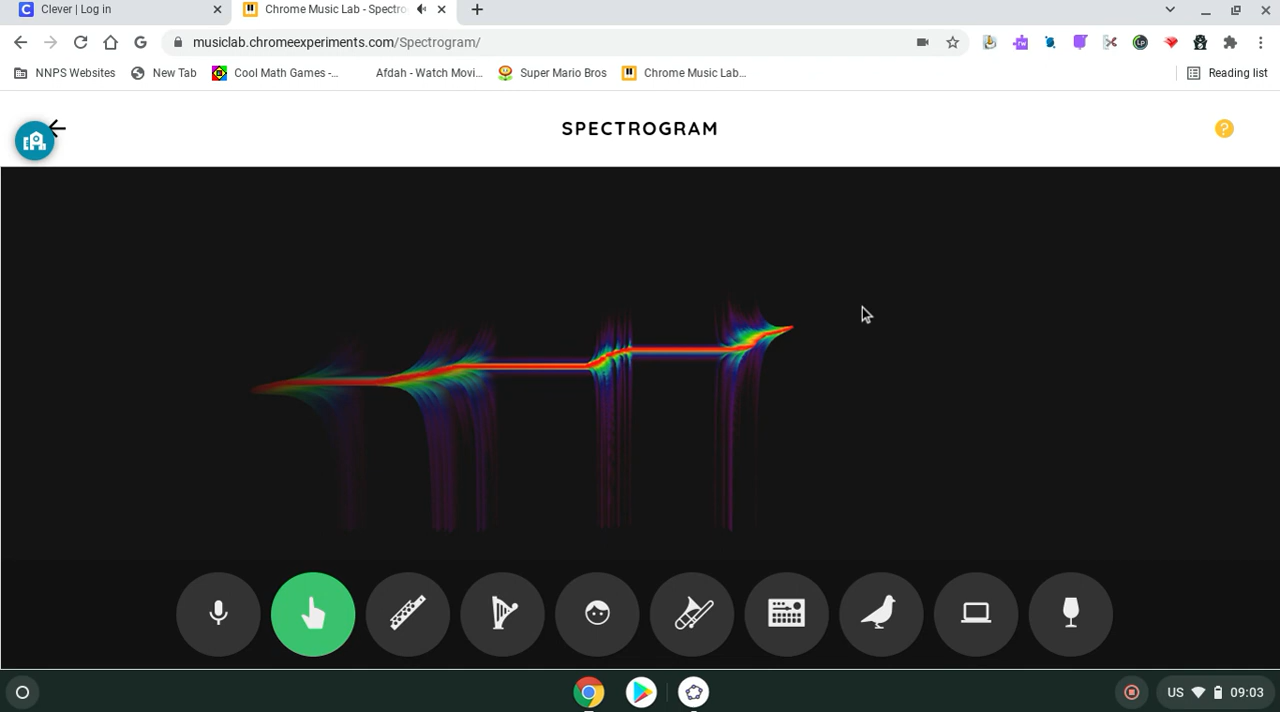 Clever | Log in
Chrome Music Lab - Spectro
musiclab.chromeexperiments.com/Spectrogram/
NNPS Websites
New Tab
Cool Math Games -...
Afdah - Watch Movi...
Super Mario Bros
Chrome Music Lab...
Reading list
SPECTROGRAM
?
US
09:03